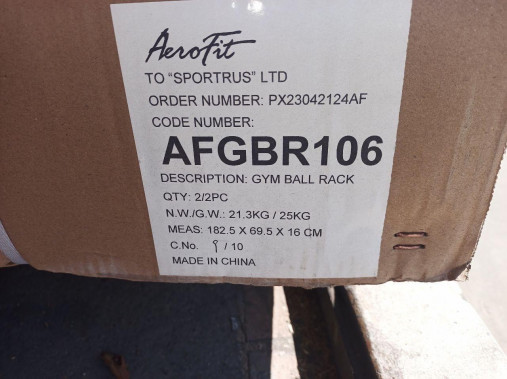 AeroFit
TO “SPORTRUS” LTD
ORDER NUMBER: PX23042124AF
CODE NUMBER:
AFGBR106
DESCRIPTION: GYM BALL RACK
QTY: 2/2PC
N.W./G.W.: 21.3KG / 25KG
MEAS: 182.5 X 69.5 X 16 CM
C.No. / 10
MADE IN CHINA